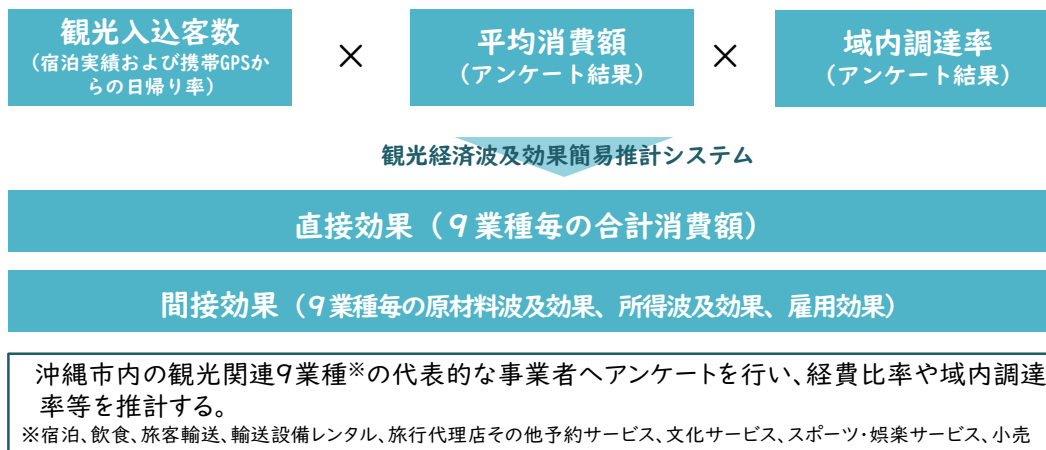 観光入込客数
(宿泊実績および携帯GPSか
らの日帰り率)
×
平均消費額
(アンケート結果)
×
域内調達率
(アンケート結果)
観光経済波及効果簡易推計システム
直接効果(9業種毎の合計消費額)
間接効果(9業種毎の原材料波及効果、所得波及効果、雇用効果)
沖縄市内の観光関連9業種※の代表的な事業者へアンケートを行い、経費比率や域内調達
率等を推計する。
※宿泊、飲食、旅客輸送、輸送設備レンタル、旅行代理店その他予約サービス、文化サービス、スポーツ・娯楽サービス、小売